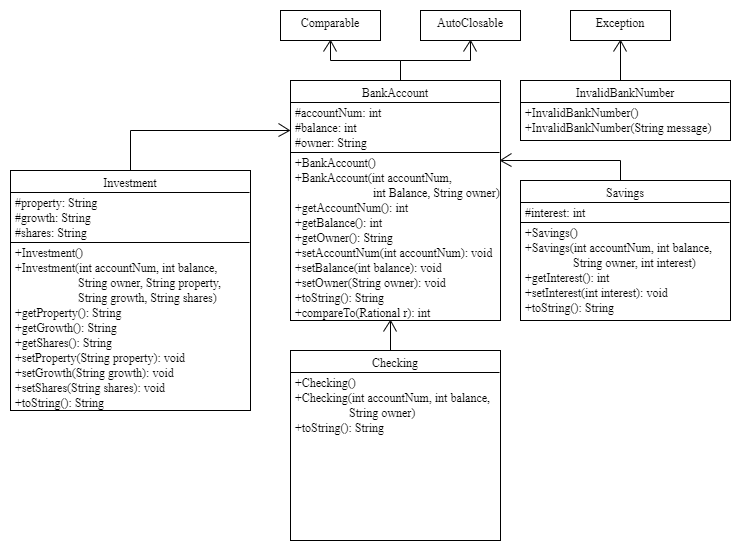 Comparable
AutoClosable
Exception
BankAccount
#accountNum: int
#balance: int
#owner: String
+BankAccount()
+BankAccount(int accountNum,
int Balance, String owner)
+getAccountNum(): int
+getBalance(): int
+getOwner(): String
+setAccountNum(int accountNum): void
+setBalance(int balance): void
+setOwner(String owner): void
+toString(): String
+compareTo(Rational r): int
InvalidBankNumber
+InvalidBankNumber()
+InvalidBankNumber(String message)
Investment
#property: String
#growth: String
#shares: String
+Investment()
+Investment(int accountNum, int balance,
String owner, String property,
String growth, String shares)
+getProperty(): String
+getGrowth(): String
+getShares(): String
+setProperty(String property): void
+setGrowth(String growth): void
+setShares(String shares): void
+toString(): String
Savings
#interest: int
+Savings()
+Savings(int accountNum, int balance,
String owner, int interest)
+getInterest(): int
+setInterest(int interest): void
+toString(): String
Checking
+Checking()
+Checking(int accountNum, int balance,
String owner)
+toString(): String